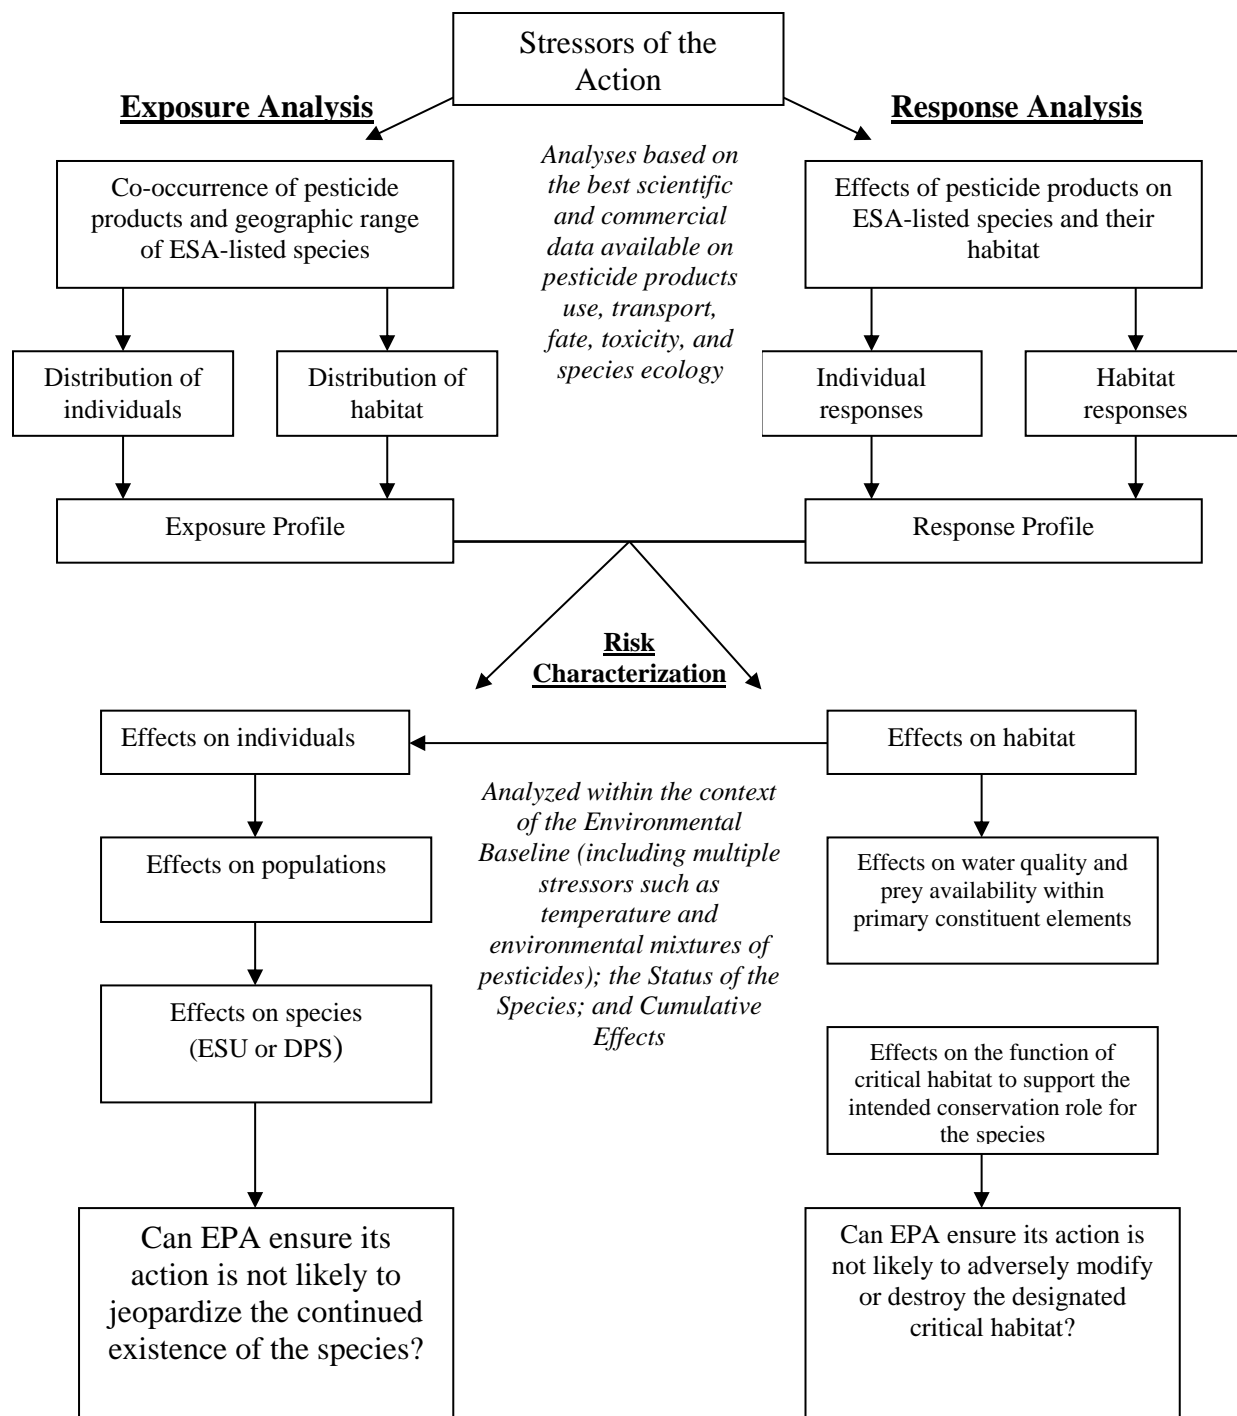 Stressors of the
Action
Exposure Analysis
Response Analysis
Co-occurrence of pesticide
products and geographic range
of ESA-listed species
Analyses based on
the best scientific
and commercial
data available on
pesticide products
use, transport,
fate, toxicity, and
species ecology
Effects of pesticide products on
ESA-listed species and their
habitat
Distribution of
individuals
Distribution of
habitat
Individual
responses
Habitat
responses
Exposure Profile
Response Profile
Risk
Characterization
Effects on individuals
Effects on habitat
Analyzed within the context
of the Environmental
Baseline (including multiple
stressors such as
temperature and
environmental mixtures of
pesticides); the Status of the
Species; and Cumulative
Effects
Effects on populations
Effects on water quality and
prey availability within
primary constituent elements
Effects on species
(ESU or DPS)
Effects on the function of
critical habitat to support the
intended conservation role for
the species
Can EPA ensure its
action is not likely to
jeopardize the continued
existence of the species?
Can EPA ensure its action is
not likely to adversely modify
or destroy the designated
critical habitat?